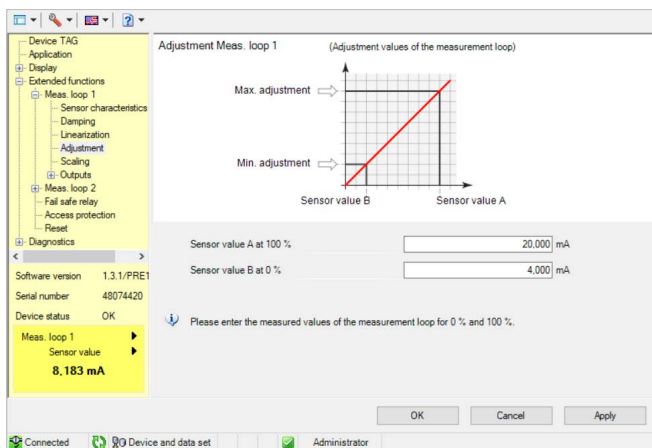 Device TAG
Application
Display
Extended functions
Meas. loop 1
Sensor characteristics
Damping
Linearization
Adjustment
Scaling
Outputs
Meas. loop 2
Fail safe relay
Access protection
Reset
Diagnostics
Software version 1.3.1/PRE1
Serial number 48074420
Device status OK
Meas. loop 1
Sensor value
8,183 mA
Adjustment Meas. loop 1 (Adjustment values of the measurement loop)
Max. adjustment
Min. adjustment
Sensor value B Sensor value A
Sensor value A at 100 % 20,000 mA
Sensor value B at 0 % 4,000 mA
Please enter the measured values of the measurement loop for 0 % and 100 %.
OK Cancel Apply
Connected Device and data set Administrator